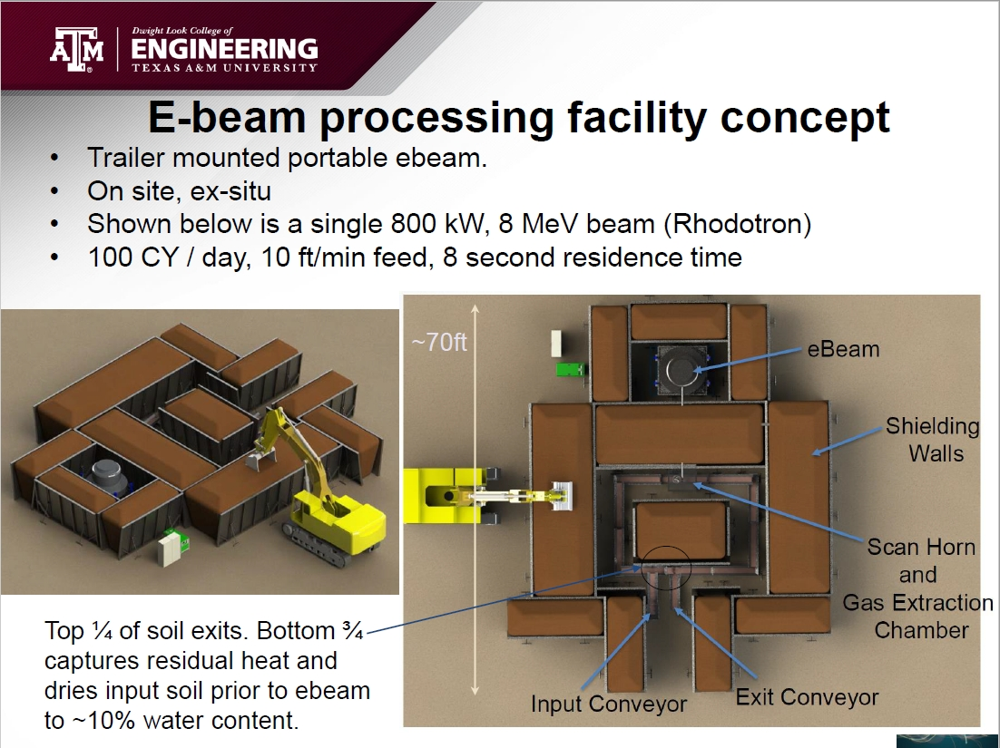 Dwight Look College of
ENGINEERING
TEXAS A&M UNIVERSITY
ATM
®
E-beam processing facility concept
• Trailer mounted portable ebeam.
• On site, ex-situ
• Shown below is a single 800 kW, 8 MeV beam (Rhodotron)
• 100 CY / day, 10 ft/min feed, 8 second residence time
~70ft
eBeam
Shielding
Walls
Scan Horn
and
Gas Extraction
Chamber
Top ¼ of soil exits. Bottom ¾
captures residual heat and
dries input soil prior to ebeam
to ~10% water content.
Input Conveyor
Exit Conveyor